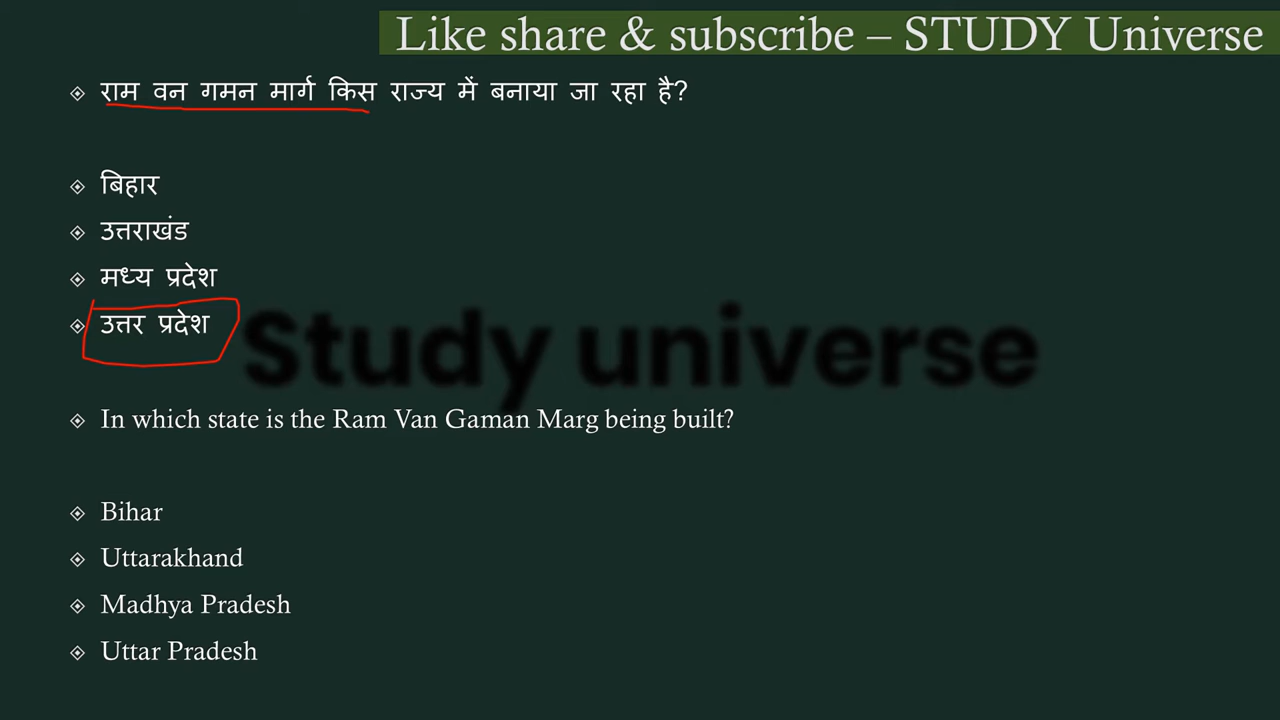 Like share & subscribe – STUDY Universe
राम वन गमन मार्ग किस राज्य में बनाया जा रहा है?
बिहार
उत्तराखंड
मध्य प्रदेश
उत्तर प्रदेश
Study universe
In which state is the Ram Van Gaman Marg being built?
Bihar
Uttarakhand
Madhya Pradesh
Uttar Pradesh